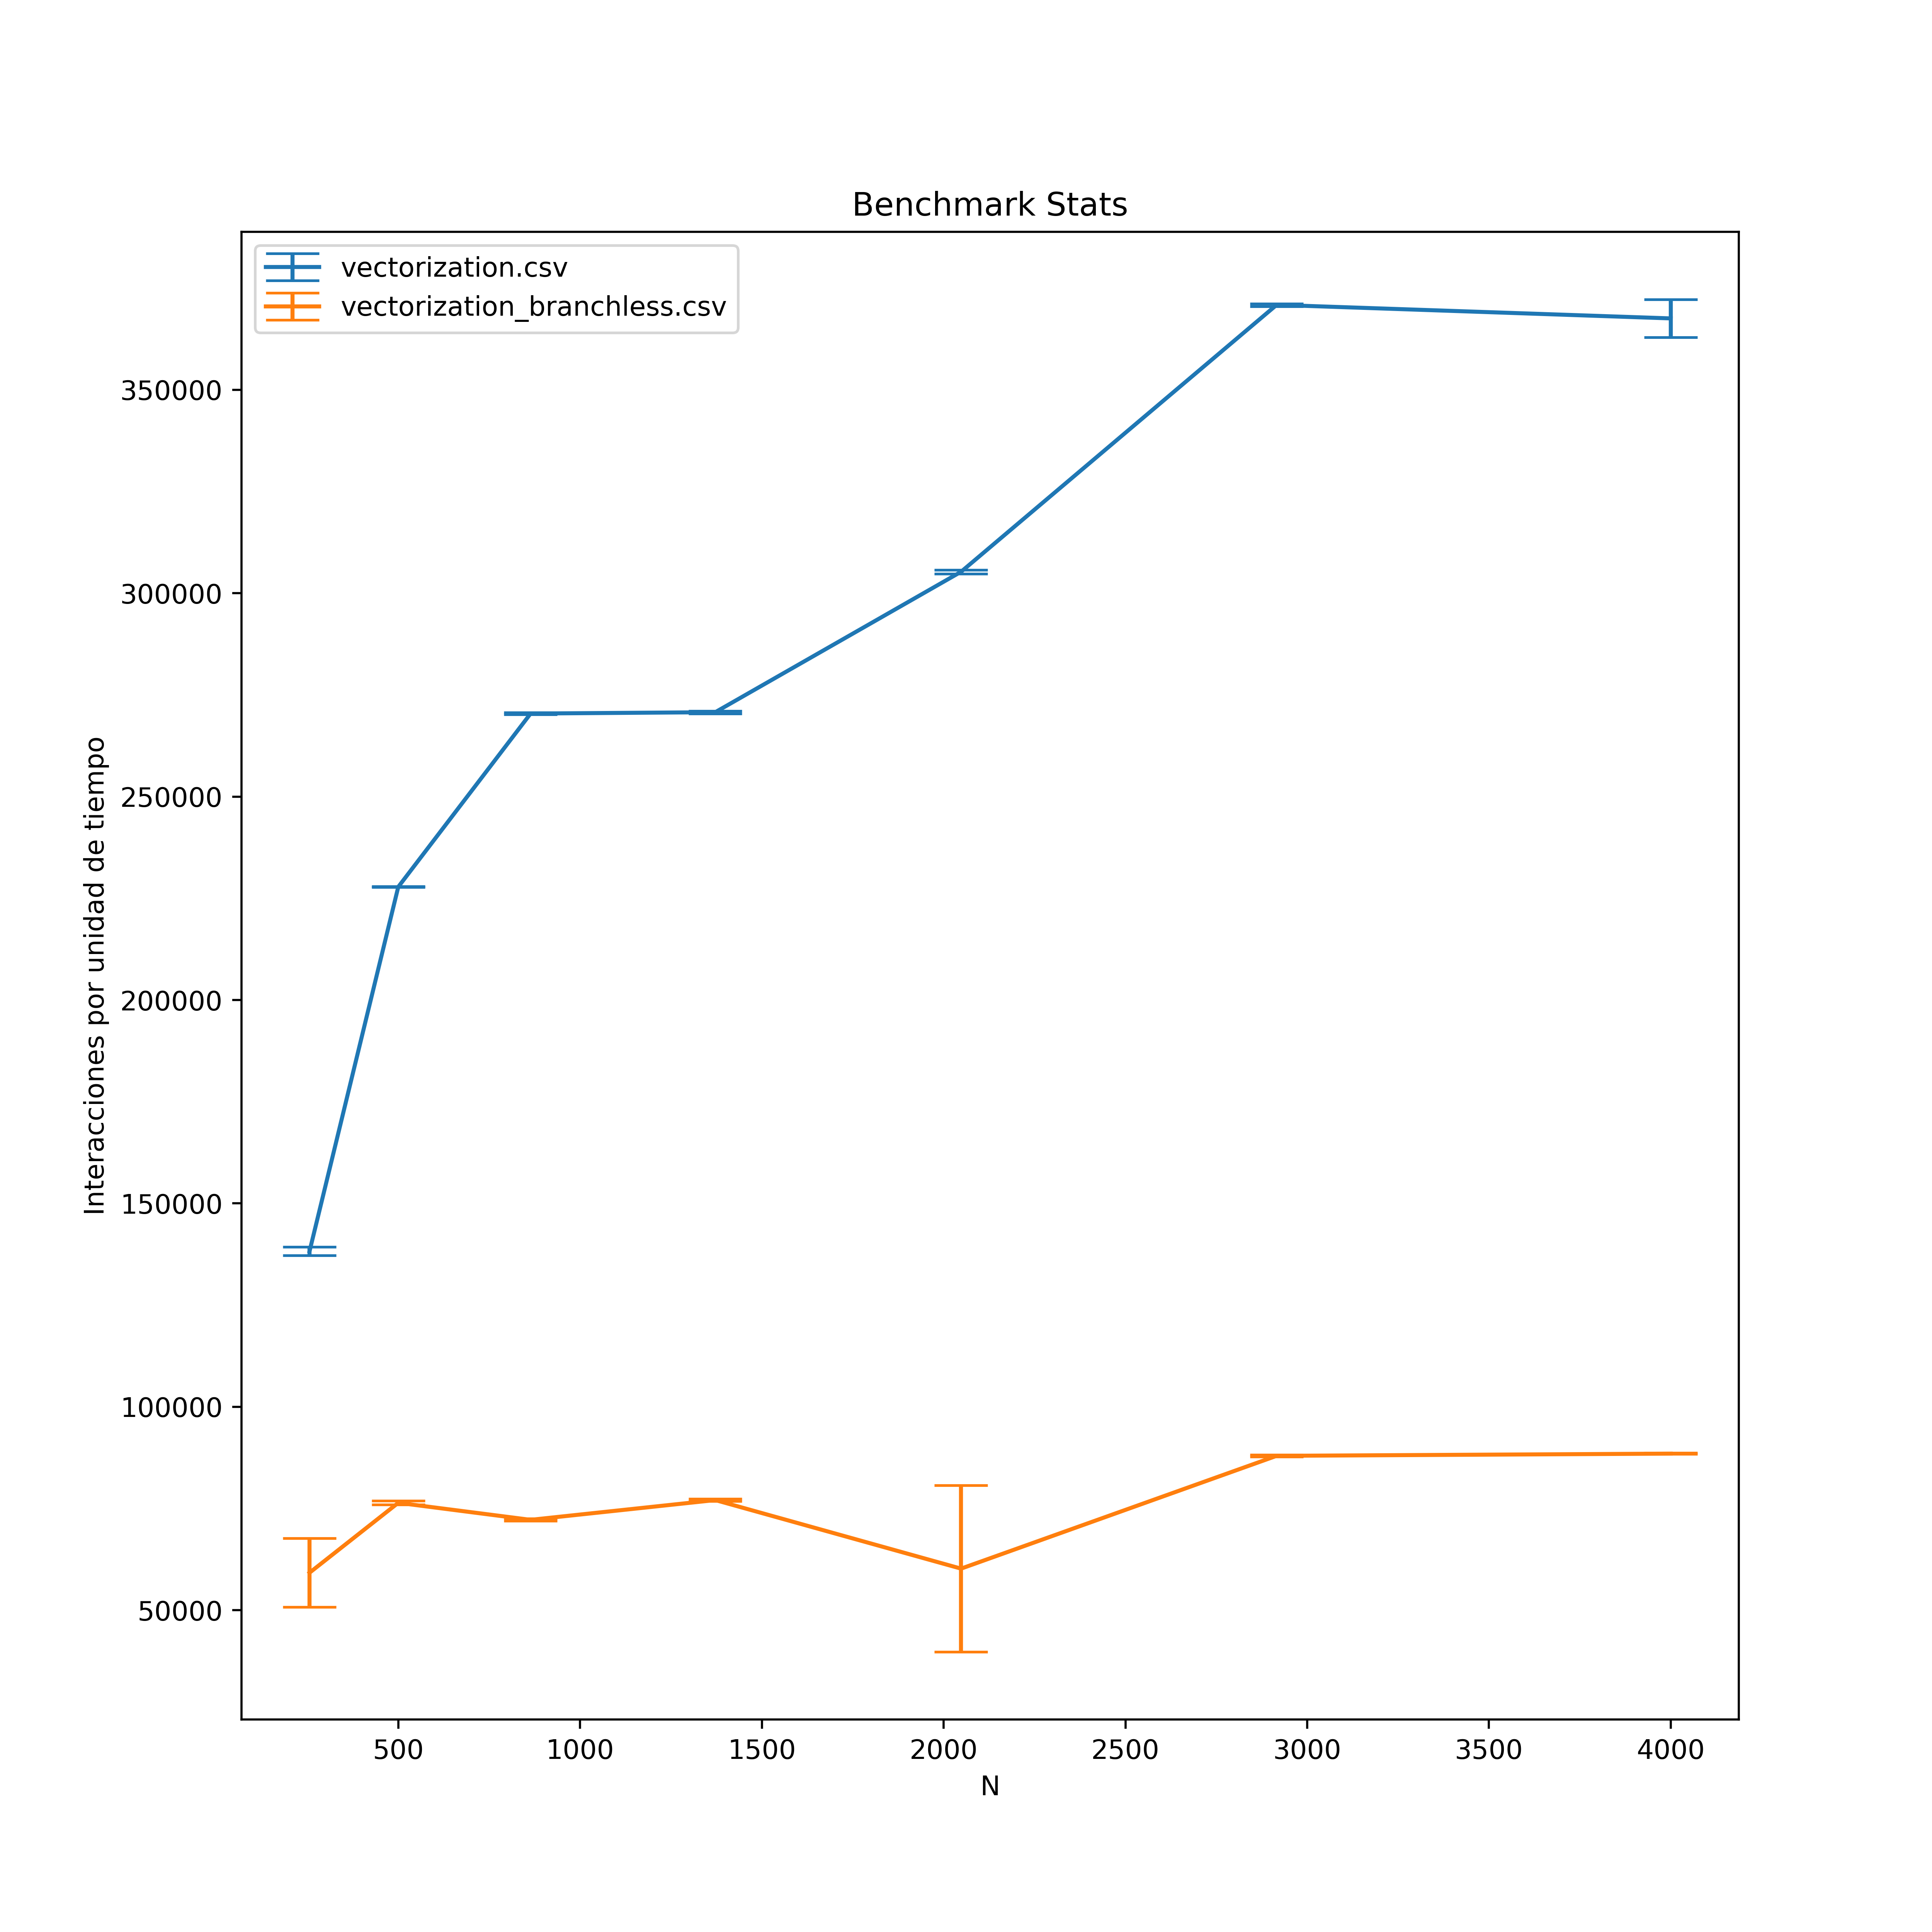 Benchmark Stats
vectorization.csv
vectorization_branchless.csv
Interacciones por unidad de tiempo
350000
300000
250000
200000
150000
100000
50000
500 1000 1500 2000 2500 3000 3500 4000
N